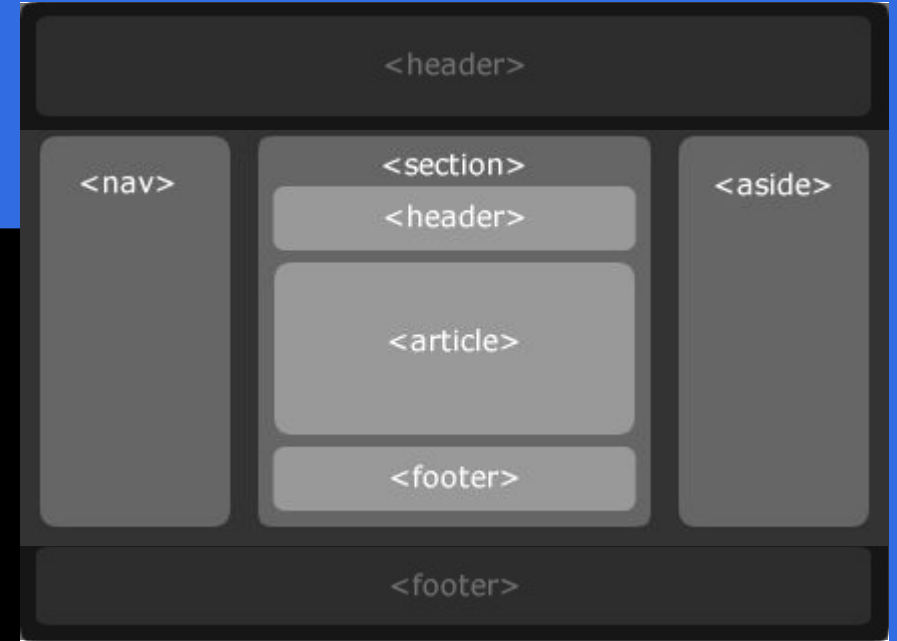 <header>
<nav>
<section>
<aside>
<header>
<article>
<footer>
<footer>